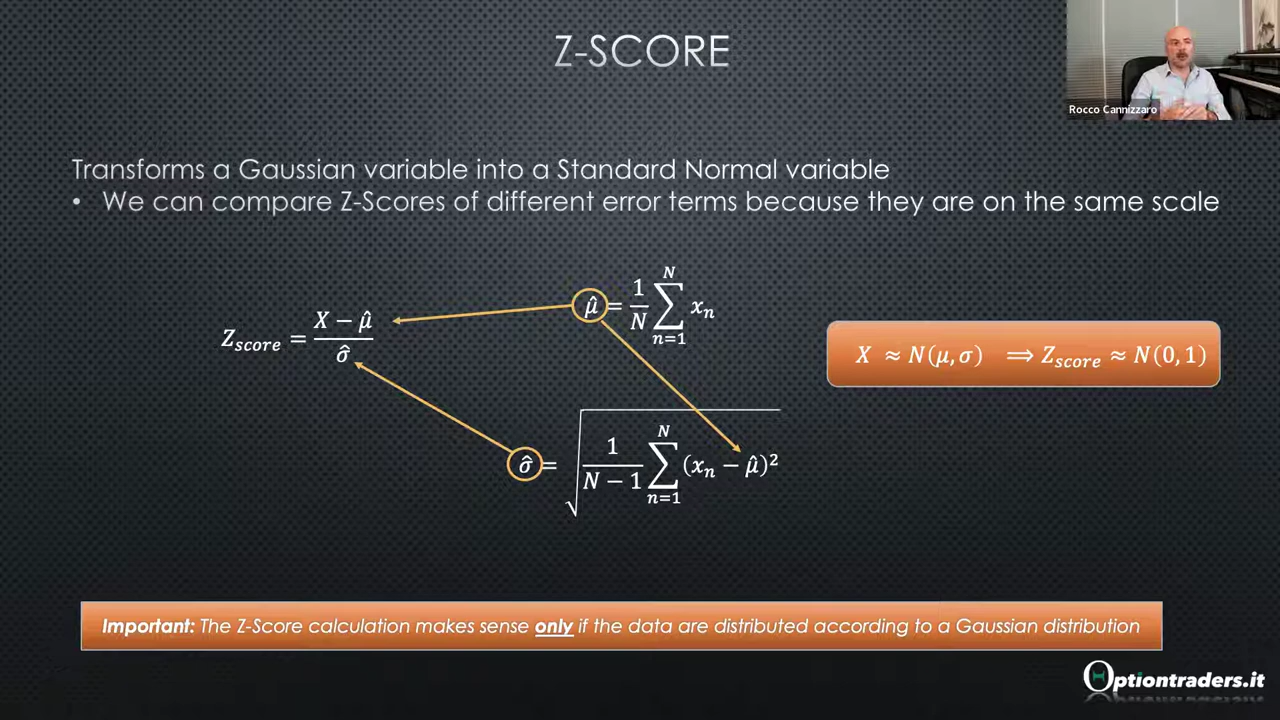 Z-SCORE
Rocco Cannizzaro
Transforms a Gaussian variable into a Standard Normal variable
• We can compare Z-Scores of different error terms because they are on the same scale
Z_score = (X − μ̂) / σ̂
μ̂ = 1/N ∑_{n=1}^{N} x_n
X ≈ N(μ, σ) ⟹ Z_score ≈ N(0, 1)
σ̂ = √(1/(N − 1) ∑_{n=1}^{N} (x_n − μ̂)²)
Important: The Z-Score calculation makes sense only if the data are distributed according to a Gaussian distribution
Optiontraders.it